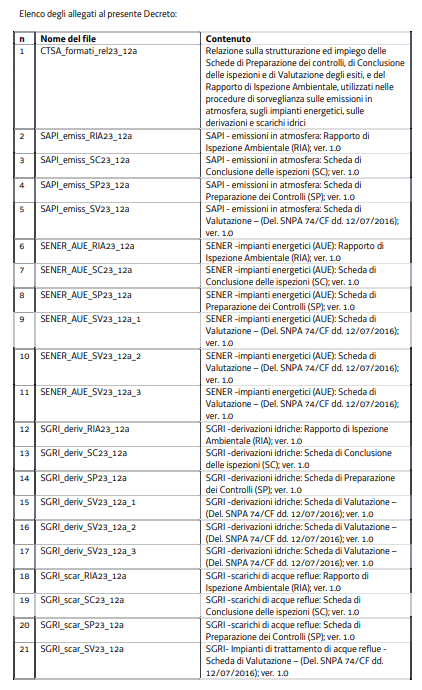 Elenco degli allegati al presente Decreto:
n Nome del file Contenuto
1 CTSA_formati_rel23_12a Relazione sulla strutturazione ed impiego delle
Schede di Preparazione dei controlli, di Conclusione
delle ispezioni e di Valutazione degli esiti, e del
Rapporto di Ispezione Ambientale, utilizzati nelle
procedure di sorveglianza sulle emissioni in
atmosfera, sugli impianti energetici, sulle
derivazioni e scarichi idrici
2 SAPI_emiss_RIA23_12a SAPI - emissioni in atmosfera: Rapporto di
Ispezione Ambientale (RIA); ver. 1.0
3 SAPI_emiss_SC23_12a SAPI - emissioni in atmosfera: Scheda di
Conclusione delle ispezioni (SC); ver. 1.0
4 SAPI_emiss_SP23_12a SAPI - emissioni in atmosfera: Scheda di
Preparazione dei Controlli (SP); ver. 1.0
5 SAPI_emiss_SV23_12a SAPI - emissioni in atmosfera: Scheda di
Valutazione – (Del. SNPA 74/CF dd. 12/07/2016);
ver. 1.0
6 SENER_AUE_RIA23_12a SENER -impianti energetici (AUE): Rapporto di
Ispezione Ambientale (RIA); ver. 1.0
7 SENER_AUE_SC23_12a SENER -impianti energetici (AUE): Scheda di
Conclusione delle ispezioni (SC); ver. 1.0
8 SENER_AUE_SP23_12a SENER -impianti energetici (AUE): Scheda di
Preparazione dei Controlli (SP); ver. 1.0
9 SENER_AUE_SV23_12a_1 SENER -impianti energetici (AUE): Scheda di
Valutazione – (Del. SNPA 74/CF dd. 12/07/2016);
ver. 1.0
10 SENER_AUE_SV23_12a_2 SENER -impianti energetici (AUE): Scheda di
Valutazione – (Del. SNPA 74/CF dd. 12/07/2016);
ver. 1.0
11 SENER_AUE_SV23_12a_3 SENER -impianti energetici (AUE): Scheda di
Valutazione – (Del. SNPA 74/CF dd. 12/07/2016);
ver. 1.0
12 SGRI_deriv_RIA23_12a SGRI -derivazioni idriche: Rapporto di Ispezione
Ambientale (RIA); ver. 1.0
13 SGRI_deriv_SC23_12a SGRI -derivazioni idriche: Scheda di Conclusione
delle ispezioni (SC); ver. 1.0
14 SGRI_deriv_SP23_12a SGRI -derivazioni idriche: Scheda di Preparazione
dei Controlli (SP); ver. 1.0
15 SGRI_deriv_SV23_12a_1 SGRI -derivazioni idriche: Scheda di Valutazione –
(Del. SNPA 74/CF dd. 12/07/2016); ver. 1.0
16 SGRI_deriv_SV23_12a_2 SGRI -derivazioni idriche: Scheda di Valutazione –
(Del. SNPA 74/CF dd. 12/07/2016); ver. 1.0
17 SGRI_deriv_SV23_12a_3 SGRI -derivazioni idriche: Scheda di Valutazione –
(Del. SNPA 74/CF dd. 12/07/2016); ver. 1.0
18 SGRI_scar_RIA23_12a SGRI -scarichi di acque reflue: Rapporto di
Ispezione Ambientale (RIA); ver. 1.0
19 SGRI_scar_SC23_12a SGRI -scarichi di acque reflue: Scheda di
Conclusione delle ispezioni (SC); ver. 1.0
20 SGRI_scar_SP23_12a SGRI -scarichi di acque reflue: Scheda di
Preparazione dei Controlli (SP); ver. 1.0
21 SGRI_scar_SV23_12a SGRI- Impianti di trattamento di acque reflue -
Scheda di Valutazione – (Del. SNPA 74/CF dd.
12/07/2016); ver. 1.0